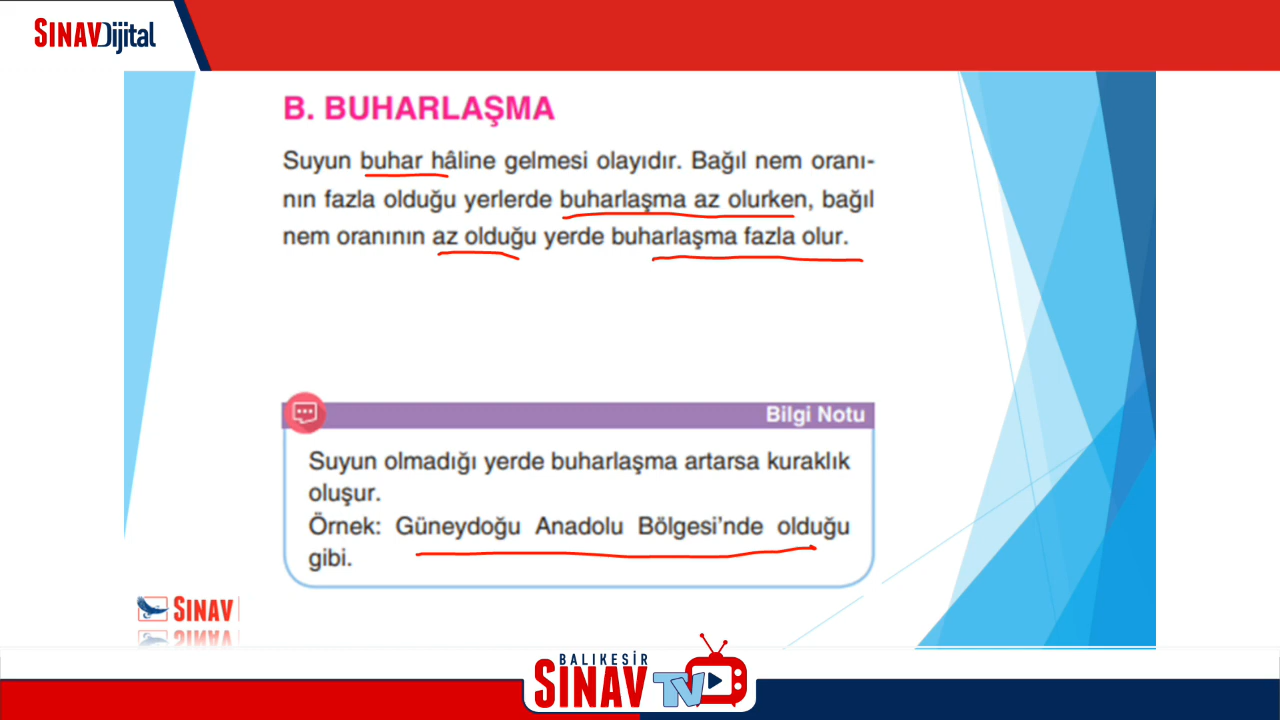 SINAVDijital
B. BUHARLAŞMA
Suyun buhar hâline gelmesi olayıdır. Bağıl nem oranı-
nın fazla olduğu yerlerde buharlaşma az olurken, bağıl
nem oranının az olduğu yerde buharlaşma fazla olur.
Bilgi Notu
Suyun olmadığı yerde buharlaşma artarsa kuraklık
oluşur.
Örnek: Güneydoğu Anadolu Bölgesi’nde olduğu
gibi.
SINAV
BALIKESİR
SINAV TV